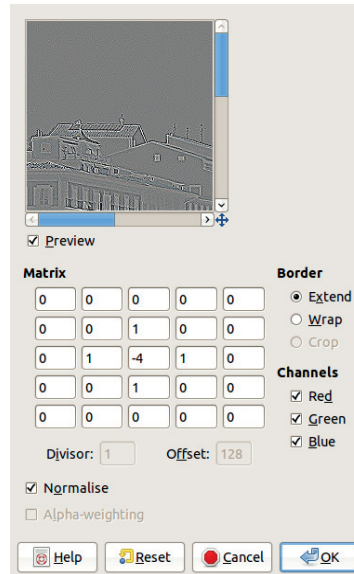 Preview
Matrix
Border
0 0 0 0 0
Extend
0 0 1 0 0
Wrap
0 1 -4 1 0
Crop
Channels
0 0 1 0 0
Red
0 0 0 0 0
Green
Blue
Divisor: 1 Offset: 128
Normalise
Alpha-weighting
Help Reset Cancel OK